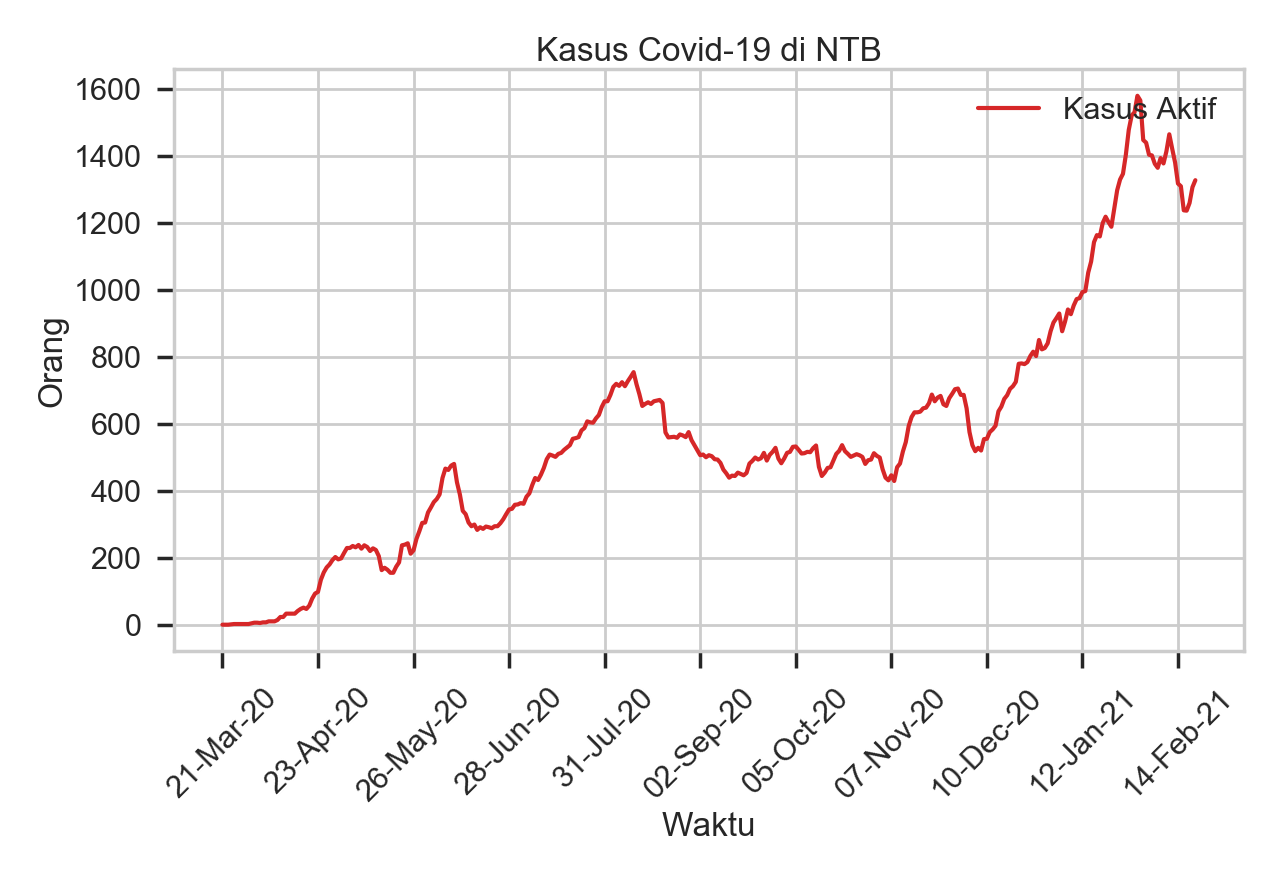 Kasus Covid-19 di NTB
Kasus Aktif
1600
1400
1200
1000
800
600
400
200
0
Orang
21-Mar-20
23-Apr-20
26-May-20
28-Jun-20
31-Jul-20
02-Sep-20
05-Oct-20
07-Nov-20
10-Dec-20
12-Jan-21
14-Feb-21
Waktu